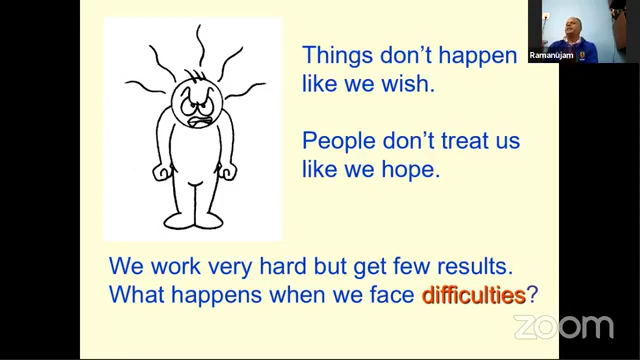 Things don't happen
like we wish.
People don't treat us
like we hope.
We work very hard but get few results.
What happens when we face difficulties?
Ramanujam
zoom